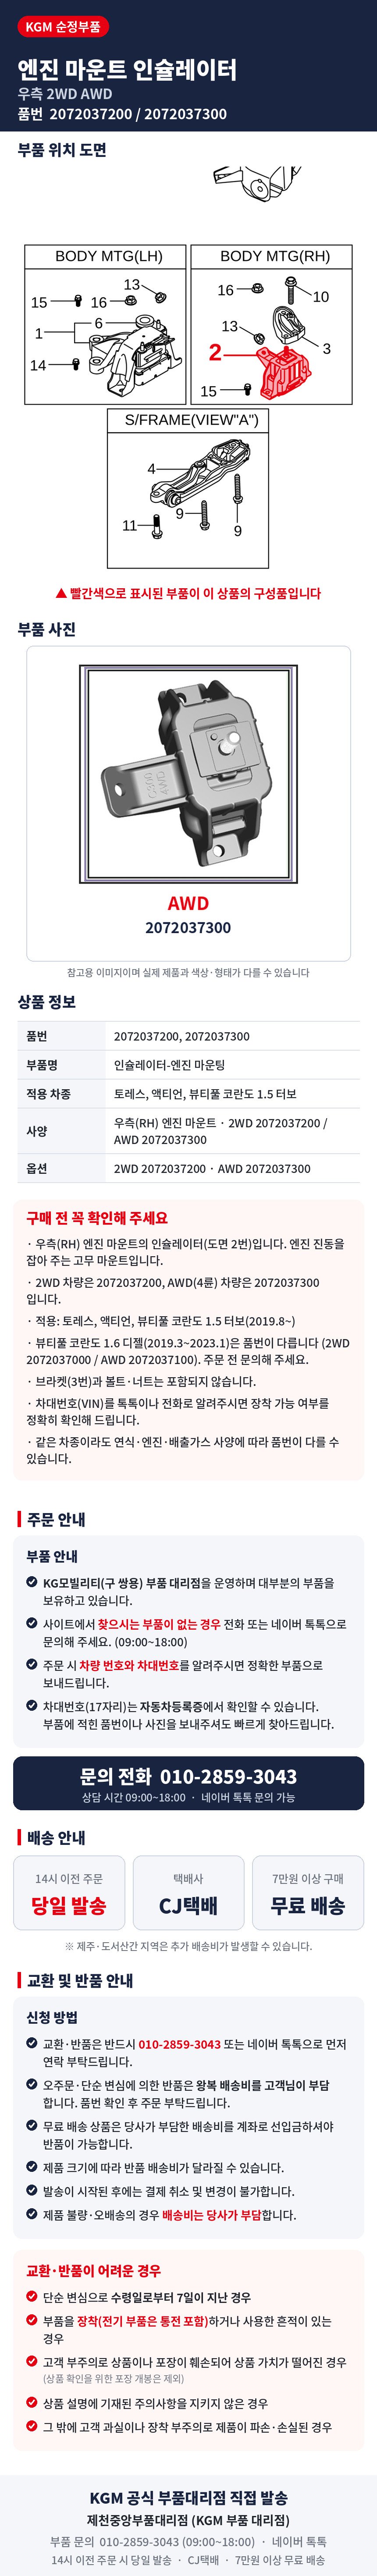 KGM 순정부품
엔진 마운트 인슐레이터
우측 2WD AWD
품번 2072037200 / 2072037300
부품 위치 도면
BODY MTG(LH)
BODY MTG(RH)
13
15
16
6
1
14
16
10
13
2
3
15
S/FRAME(VIEW"A")
4
9
11
9
▲ 빨간색으로 표시된 부품이 이 상품의 구성품입니다
부품 사진
C300
AWD
AWD
2072037300
참고용 이미지이며 실제 제품과 색상·형태가 다를 수 있습니다
상품 정보
품번 2072037200, 2072037300
부품명 인슐레이터-엔진 마운팅
적용 차종 토레스, 액티언, 뷰티풀 코란도 1.5 터보
사양 우측(RH) 엔진 마운트 · 2WD 2072037200 /
AWD 2072037300
옵션 2WD 2072037200 · AWD 2072037300
구매 전 꼭 확인해 주세요
· 우측(RH) 엔진 마운트의 인슐레이터(도면 2번)입니다. 엔진 진동을
잡아 주는 고무 마운트입니다.
· 2WD 차량은 2072037200, AWD(4륜) 차량은 2072037300
입니다.
· 적용: 토레스, 액티언, 뷰티풀 코란도 1.5 터보(2019.8~)
· 뷰티풀 코란도 1.6 디젤(2019.3~2023.1)은 품번이 다릅니다 (2WD
2072037000 / AWD 2072037100). 주문 전 문의해 주세요.
· 브라켓(3번)과 볼트·너트는 포함되지 않습니다.
· 차대번호(VIN)를 톡톡이나 전화로 알려주시면 장착 가능 여부를
정확히 확인해 드립니다.
· 같은 차종이라도 연식·엔진·배출가스 사양에 따라 품번이 다를 수
있습니다.
주문 안내
부품 안내
KG모빌리티(구 쌍용) 부품 대리점을 운영하며 대부분의 부품을
보유하고 있습니다.
사이트에서 찾으시는 부품이 없는 경우 전화 또는 네이버 톡톡으로
문의해 주세요. (09:00~18:00)
주문 시 차량 번호와 차대번호를 알려주시면 정확한 부품으로
보내드립니다.
차대번호(17자리)는 자동차등록증에서 확인할 수 있습니다.
부품에 적힌 품번이나 사진을 보내주셔도 빠르게 찾아드립니다.
문의 전화 010-2859-3043
상담 시간 09:00~18:00 · 네이버 톡톡 문의 가능
배송 안내
14시 이전 주문
당일 발송
택배사
CJ택배
7만원 이상 구매
무료 배송
※ 제주·도서산간 지역은 추가 배송비가 발생할 수 있습니다.
교환 및 반품 안내
신청 방법
교환·반품은 반드시 010-2859-3043 또는 네이버 톡톡으로 먼저
연락 부탁드립니다.
오주문·단순 변심에 의한 반품은 왕복 배송비를 고객님이 부담
합니다. 품번 확인 후 주문 부탁드립니다.
무료 배송 상품은 당사가 부담한 배송비를 계좌로 선입금하셔야
반품이 가능합니다.
제품 크기에 따라 반품 배송비가 달라질 수 있습니다.
발송이 시작된 후에는 결제 취소 및 변경이 불가합니다.
제품 불량·오배송의 경우 배송비는 당사가 부담합니다.
교환·반품이 어려운 경우
단순 변심으로 수령일로부터 7일이 지난 경우
부품을 장착(전기 부품은 통전 포함)하거나 사용한 흔적이 있는
경우
고객 부주의로 상품이나 포장이 훼손되어 상품 가치가 떨어진 경우
(상품 확인을 위한 포장 개봉은 제외)
상품 설명에 기재된 주의사항을 지키지 않은 경우
그 밖에 고객 과실이나 장착 부주의로 제품이 파손·손실된 경우
KGM 공식 부품대리점 직접 발송
제천중앙부품대리점 (KGM 부품 대리점)
부품 문의 010-2859-3043 (09:00~18:00) · 네이버 톡톡
14시 이전 주문 시 당일 발송 · CJ택배 · 7만원 이상 무료 배송